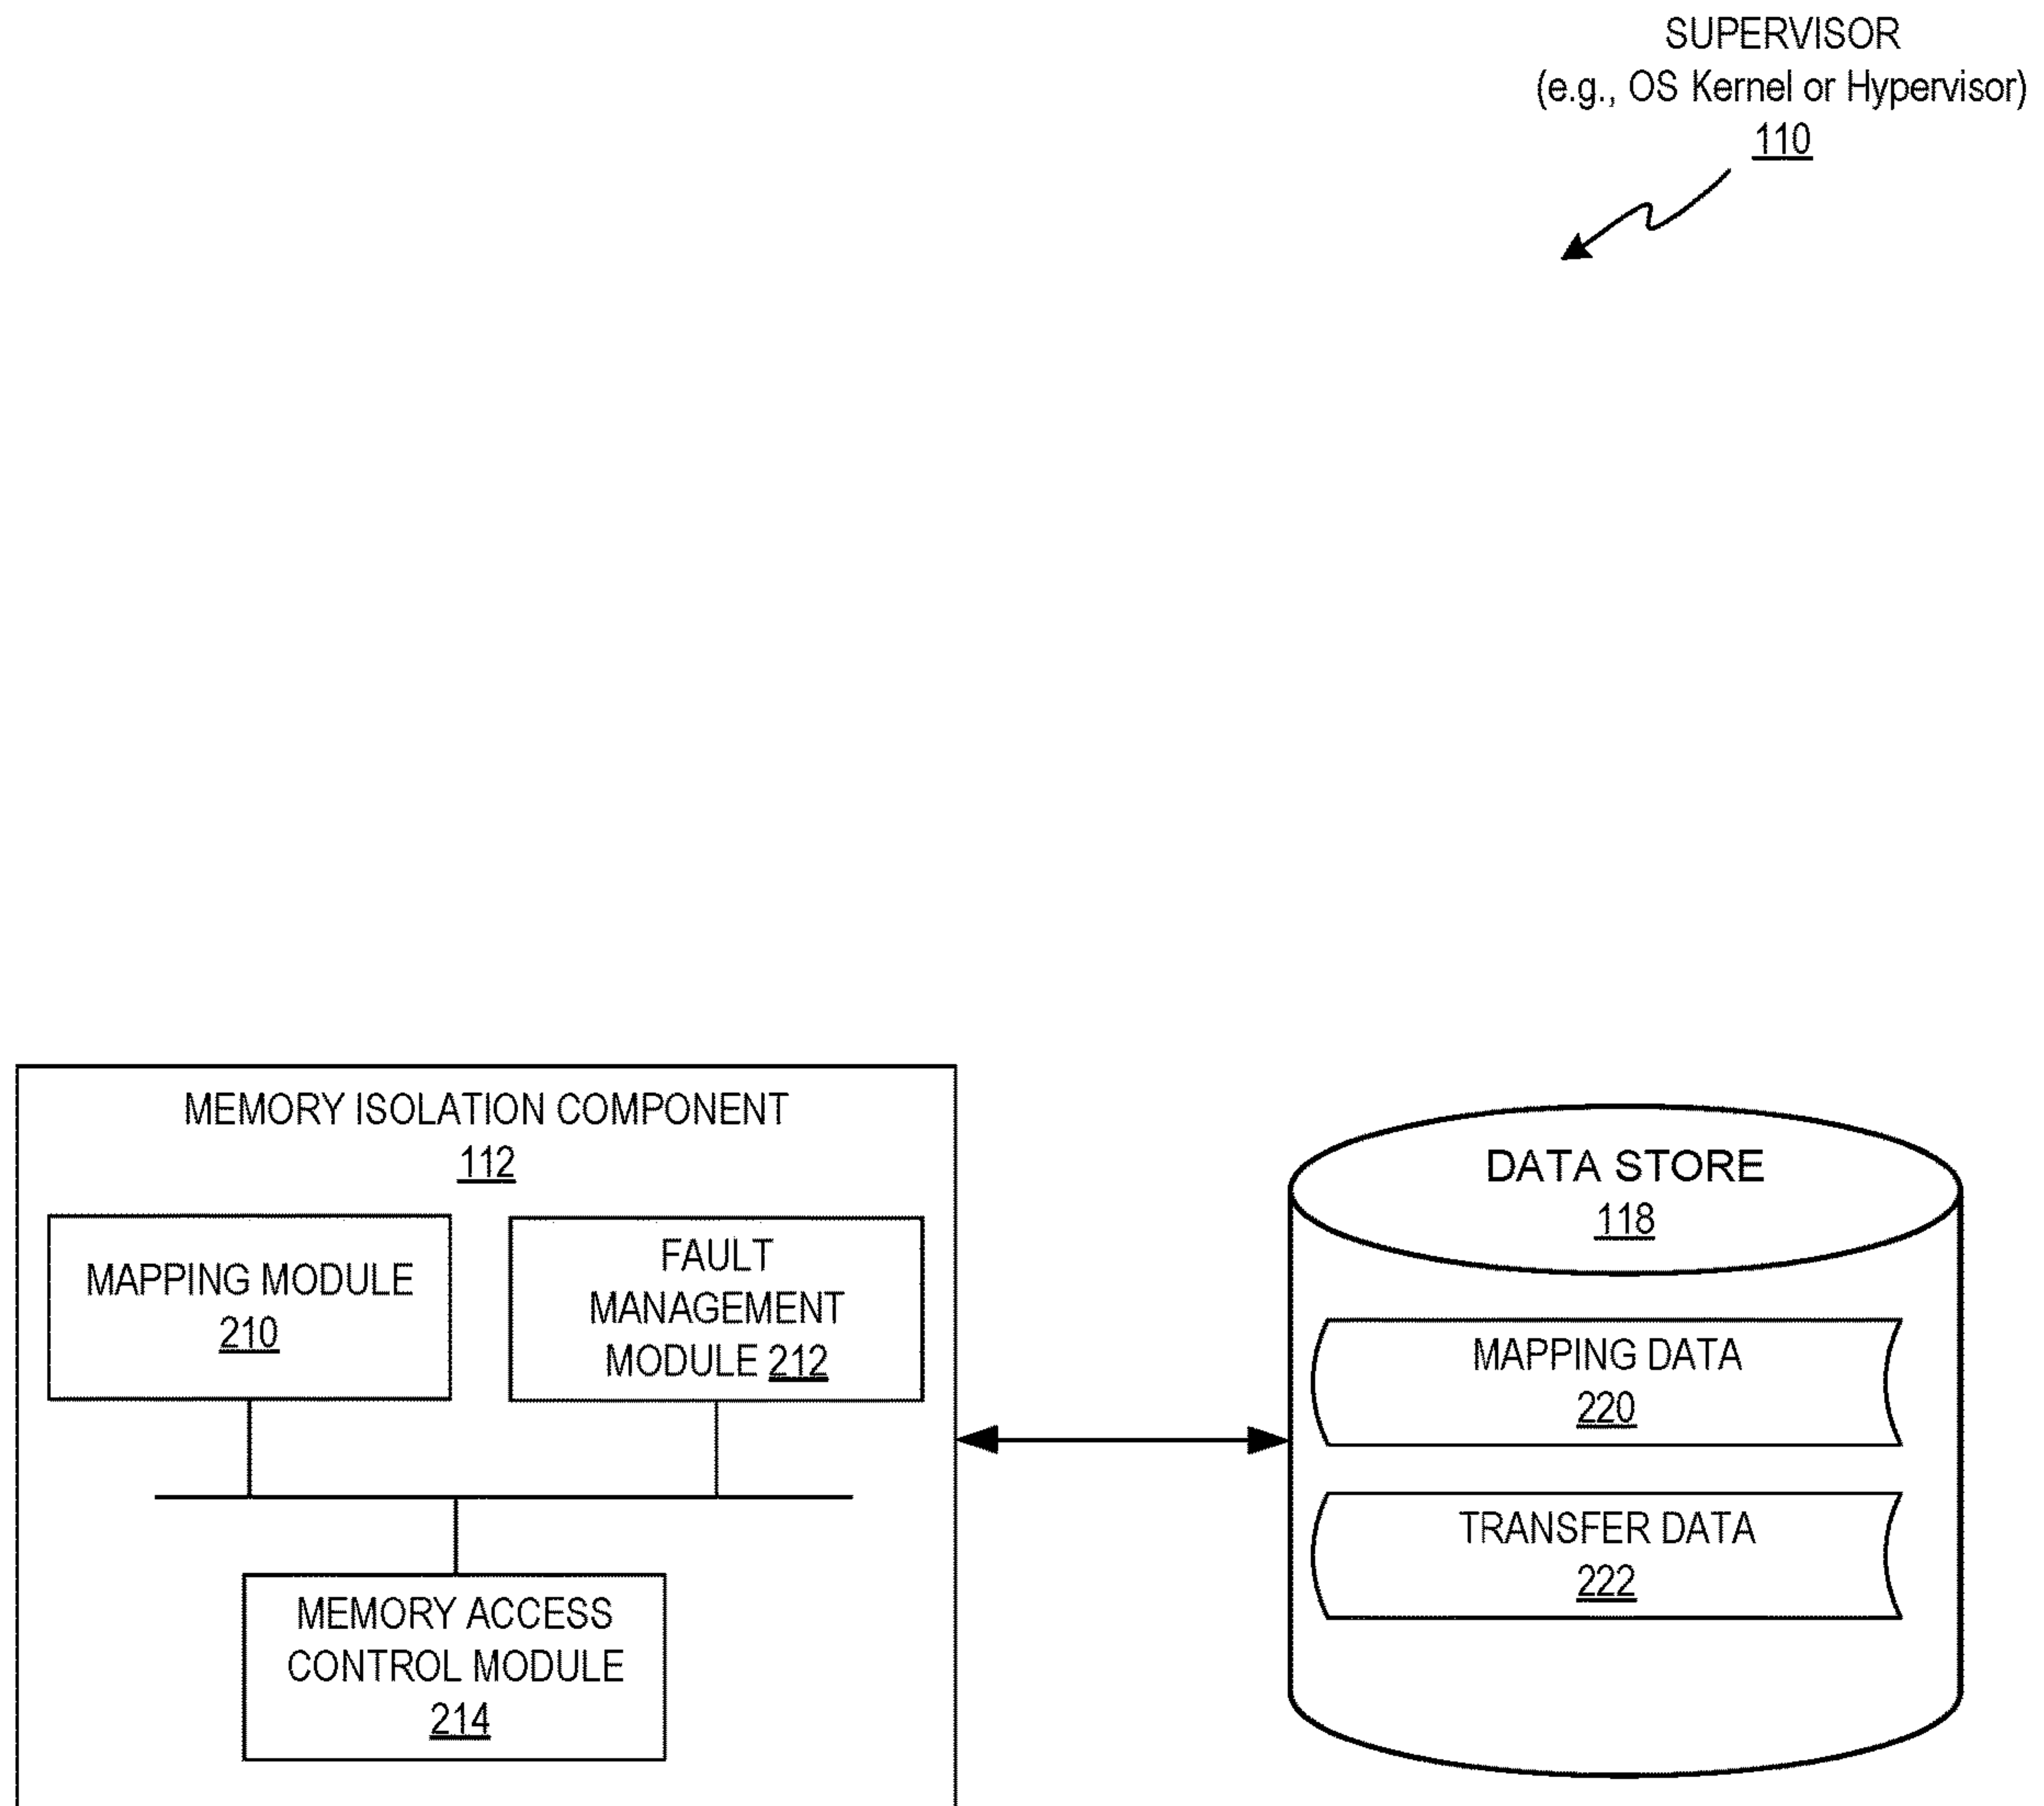 SUPERVISOR
(e.g., OS Kernel or Hypervisor)
110
MEMORY ISOLATION COMPONENT
112
MAPPING MODULE
210
FAULT
MANAGEMENT
MODULE 212
MEMORY ACCESS
CONTROL MODULE
214
DATA STORE
118
MAPPING DATA
220
TRANSFER DATA
222